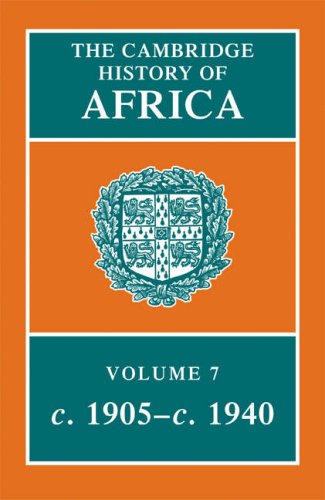 THE CAMBRIDGE
HISTORY OF
AFRICA
VOLUME 7
c. 1905–c. 1940